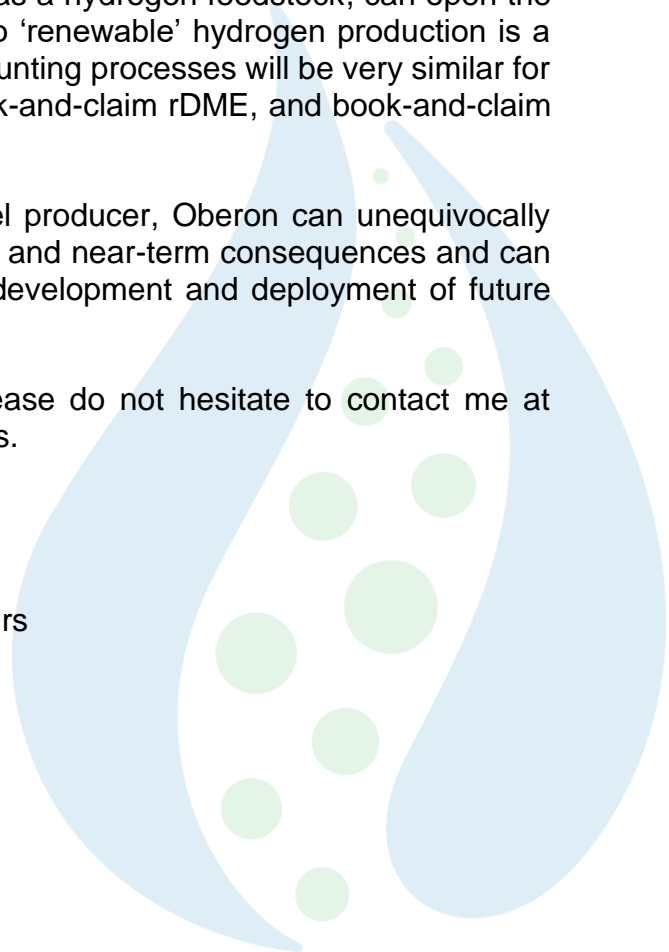 as a hydrogen feedstock, can open the
o ‘renewable’ hydrogen production is a
unting processes will be very similar for
k-and-claim rDME, and book-and-claim
el producer, Oberon can unequivocally
and near-term consequences and can
development and deployment of future
ease do not hesitate to contact me at
s.
rs